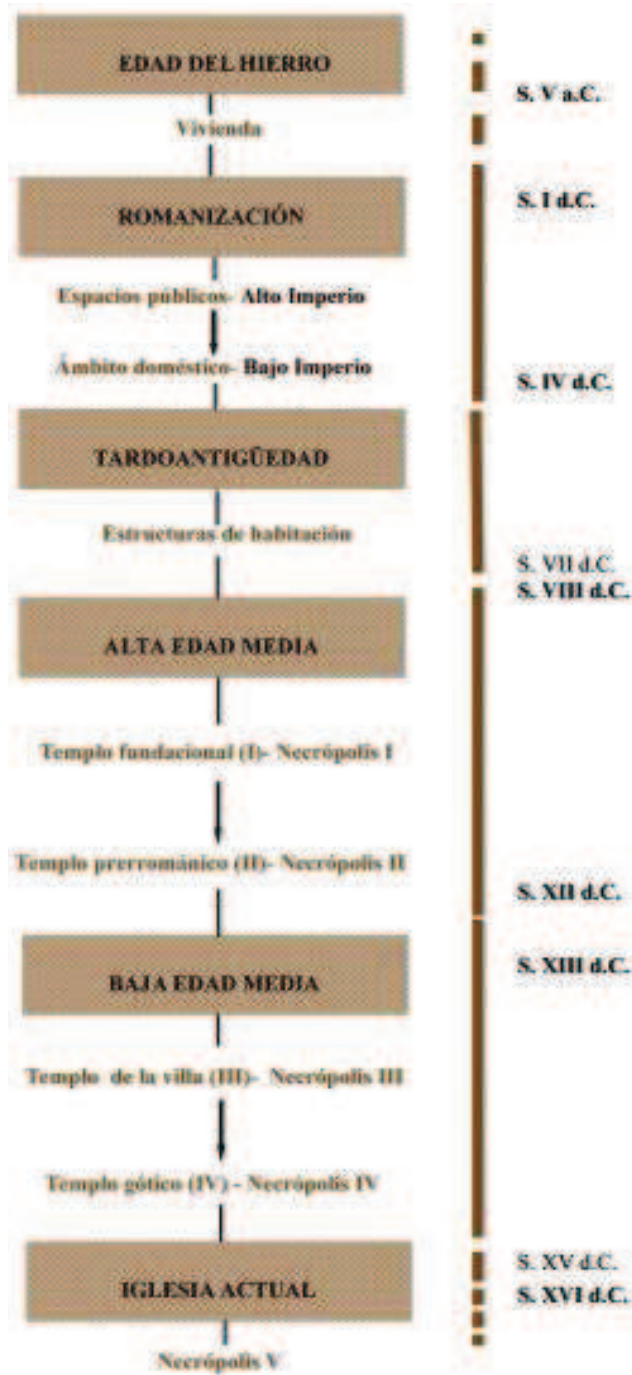 EDAD DEL HIERRO
S. V a.C.
Vivienda
ROMANIZACIÓN
S. I d.C.
Espacios públicos- Alto Imperio
Ámbito doméstico- Bajo Imperio
S. IV d.C.
TARDOANTIGÜEDAD
Estructuras de habitación
S. VII d.C.
S. VIII d.C.
ALTA EDAD MEDIA
Templo fundacional (I)- Necrópolis I
Templo prerrománico (II)- Necrópolis II
S. XII d.C.
BAJA EDAD MEDIA
S. XIII d.C.
Templo de la villa (III)- Necrópolis III
Templo gótico (IV) - Necrópolis IV
S. XV d.C.
IGLESIA ACTUAL
S. XVI d.C.
Necrópolis V